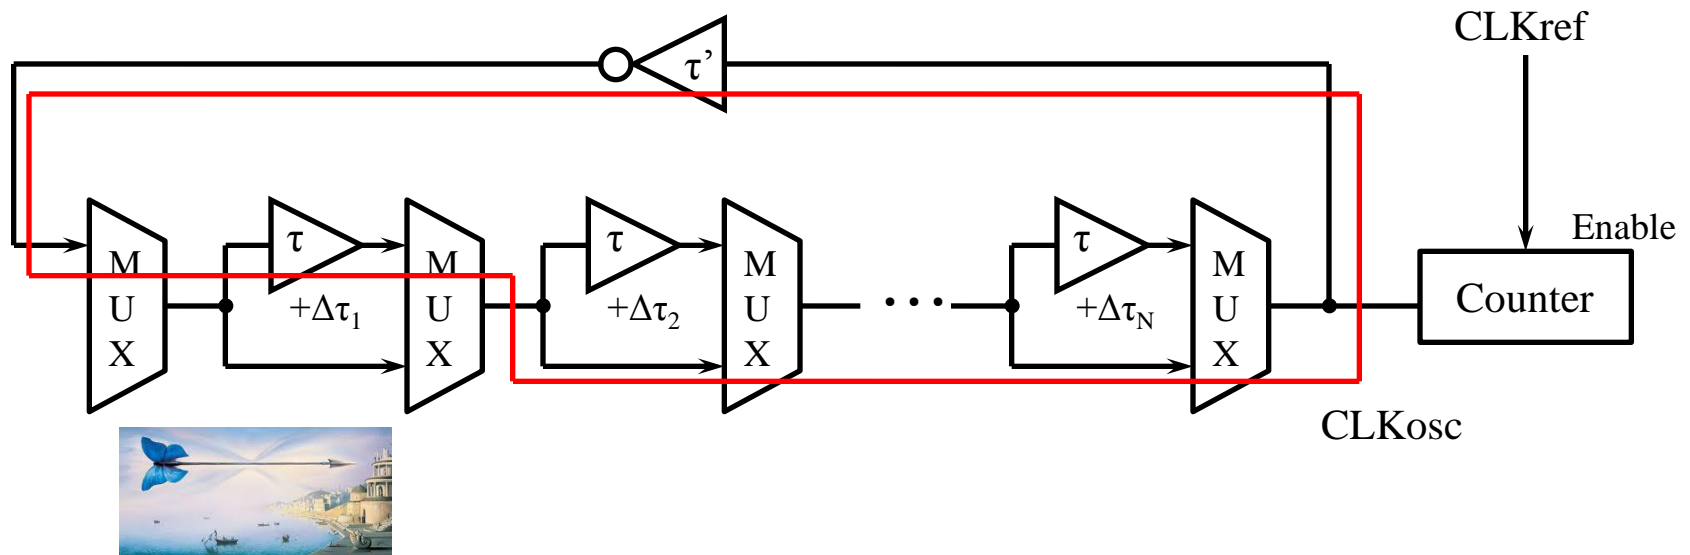 CLKref
τ’
Enable
M
U
X
τ
+Δτ1
M
U
X
τ
+Δτ2
M
U
X
...
τ
+ΔτN
M
U
X
Counter
CLKosc